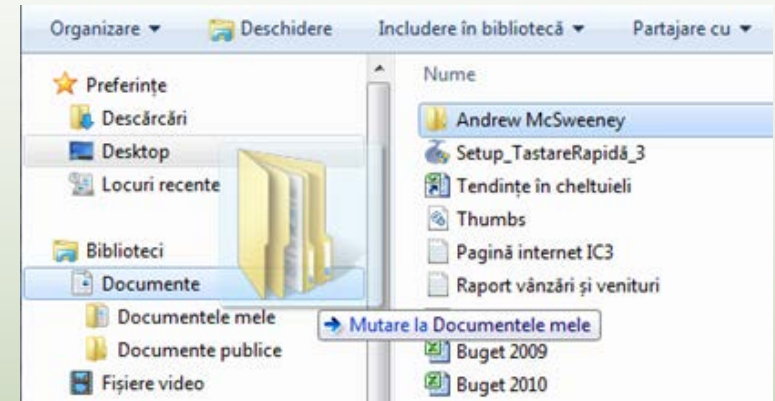 Organizare Deschidere Includere în bibliotecă Partajare cu
Preferințe
Descărcări
Desktop
Locuri recente
Biblioteci
Documente
Documentele mele
Documente publice
Fișiere video
Nume
Andrew McSweeney
Setup_TastareRapidă_3
Tendințe în cheltuieli
Thumbs
Pagină internet IC3
Raport vânzări și venituri
Mutare la Documentele mele
Buget 2009
Buget 2010